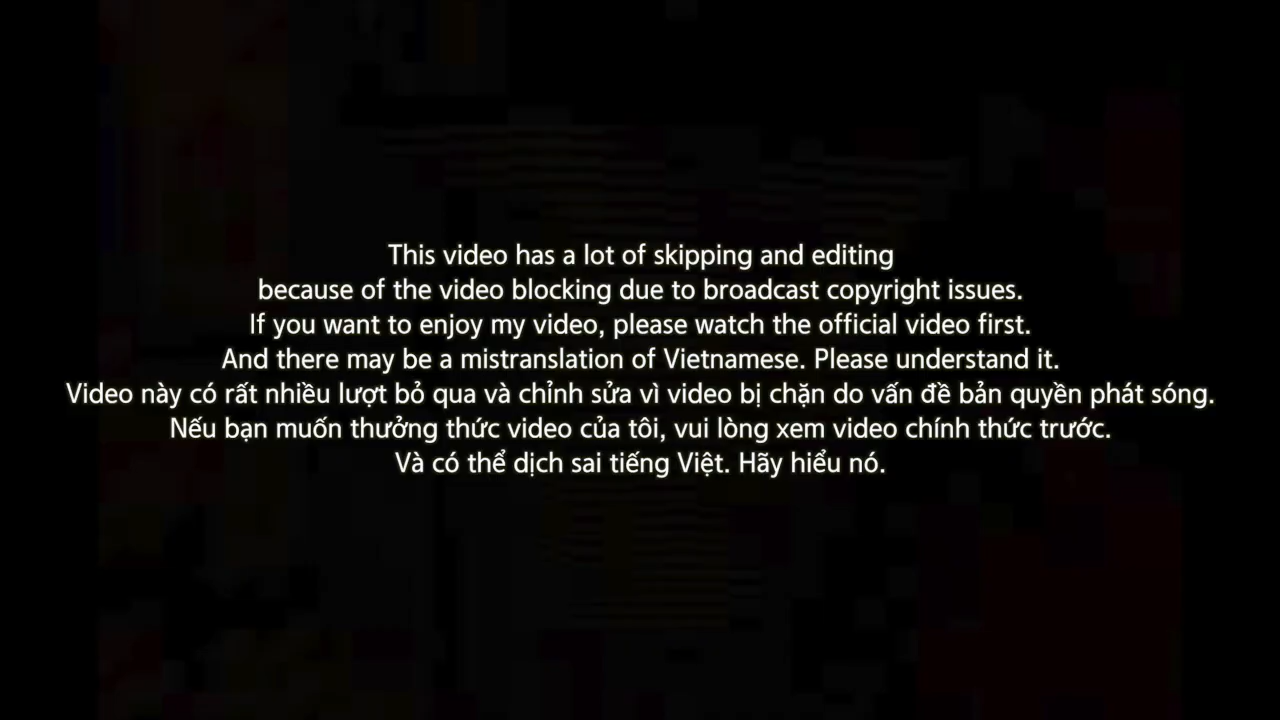 This video has a lot of skipping and editing
because of the video blocking due to broadcast copyright issues.
If you want to enjoy my video, please watch the official video first.
And there may be a mistranslation of Vietnamese. Please understand it.
Video này có rất nhiều lượt bỏ qua và chỉnh sửa vì video bị chặn do vấn đề bản quyền phát sóng.
Nếu bạn muốn thưởng thức video của tôi, vui lòng xem video chính thức trước.
Và có thể dịch sai tiếng Việt. Hãy hiểu nó.